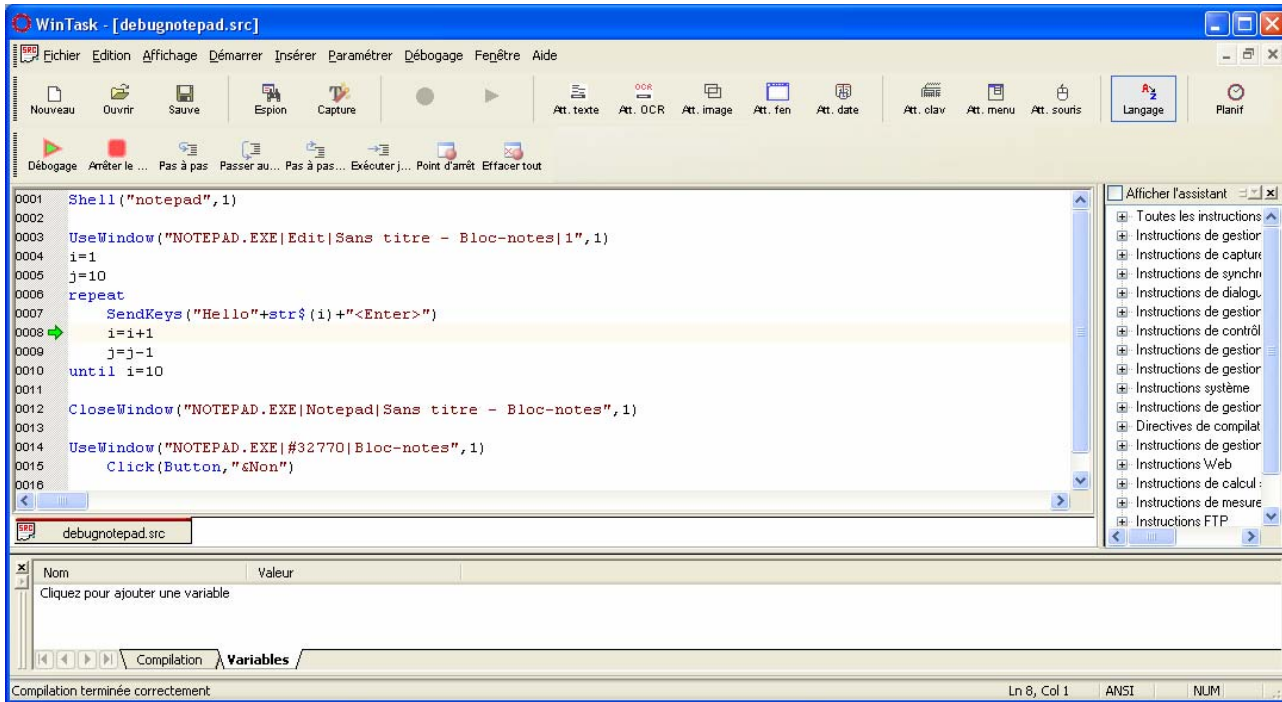 WinTask - [debugnotepad.src]
Fichier Edition Affichage Démarrer Insérer Paramétrer Débogage Fenêtre Aide
Nouveau Ouvrir Sauve Espion Capture Att. texte Att. OCR Att. image Att. fen Att. date Att. clav Att. menu Att. souris Langage Planif
Débogage Arrêter le ... Pas à pas Passer au... Pas à pas... Exécuter j... Point d'arrêt Effacer tout
0001 Shell("notepad",1)
0002
0003 UseWindow("NOTEPAD.EXE|Edit|Sans titre - Bloc-notes|1",1)
0004 i=1
0005 j=10
0006 repeat
0007 SendKeys("Hello"+str$(i)+"<Enter>")
0008 i=i+1
0009 j=j-1
0010 until i=10
0011
0012 CloseWindow("NOTEPAD.EXE|Notepad|Sans titre - Bloc-notes",1)
0013
0014 UseWindow("NOTEPAD.EXE|#32770|Bloc-notes",1)
0015 Click(Button,"&Non")
0016
Afficher l'assistant
Toutes les instructions
Instructions de gestion
Instructions de capture
Instructions de synchr
Instructions de dialogu
Instructions de gestion
Instructions de contrôl
Instructions de gestion
Instructions de gestion
Instructions système
Instructions de gestion
Directives de compilat
Instructions de gestion
Instructions Web
Instructions de calcul
Instructions de mesure
Instructions FTP
debugnotepad.src
Nom Valeur
Cliquez pour ajouter une variable
Compilation Variables
Compilation terminée correctement Ln 8, Col 1 ANSI NUM